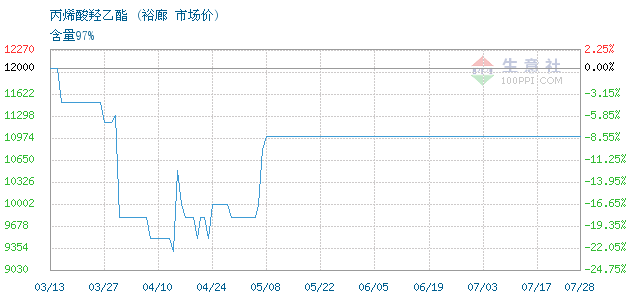 丙烯酸羟乙酯 (裕廊 市场价)
含量97%
12270 2.25%
12000 0.00%
11622 -3.15%
11298 -5.85%
10974 -8.55%
10650 -11.25%
10326 -13.95%
10002 -16.65%
9678 -19.35%
9354 -22.05%
9030 -24.75%
生意社
100PPI.COM
03/13 03/27 04/10 04/24 05/08 05/22 06/05 06/19 07/03 07/17 07/28